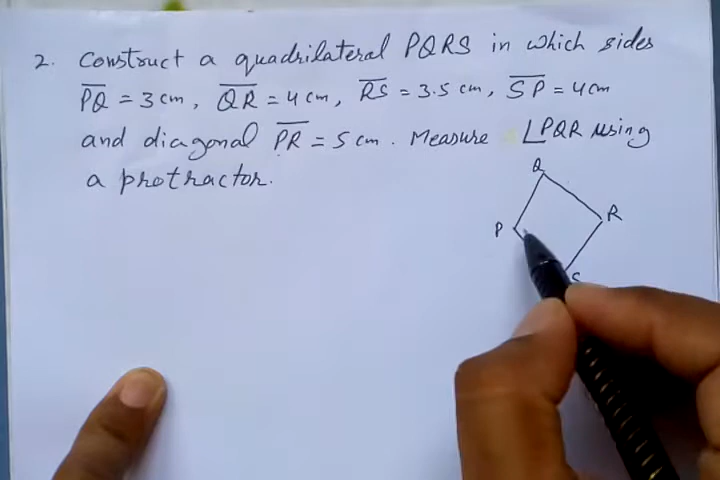 2. Construct a quadrilateral PQRS in which sides
PQ = 3 cm, QR = 4 cm, RS = 3.5 cm, SP = 4 cm
and diagonal PR = 5 cm. Measure ∠PQR using
a protractor.
Q
R
P
S